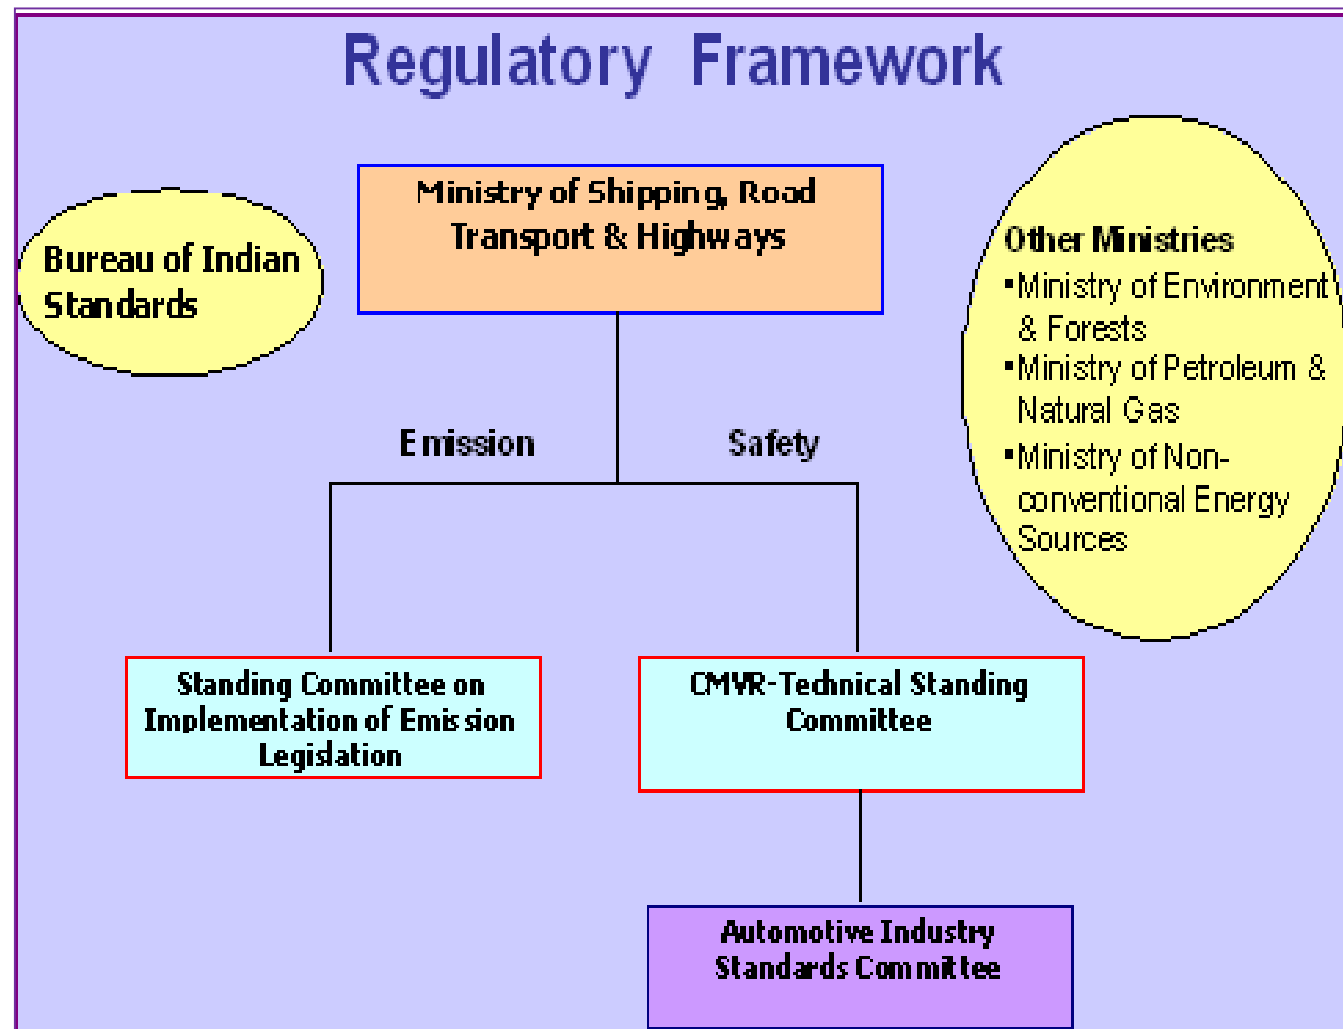 Regulatory Framework
Ministry of Shipping, Road
Transport & Highways
Bureau of Indian
Standards
Other Ministries
▪Ministry of Environment
& Forests
▪Ministry of Petroleum &
Natural Gas
▪Ministry of Non-
conventional Energy
Sources
Emission
Safety
Standing Committee on
Implementation of Emission
Legislation
CMVR-Technical Standing
Committee
Automotive Industry
Standards Committee